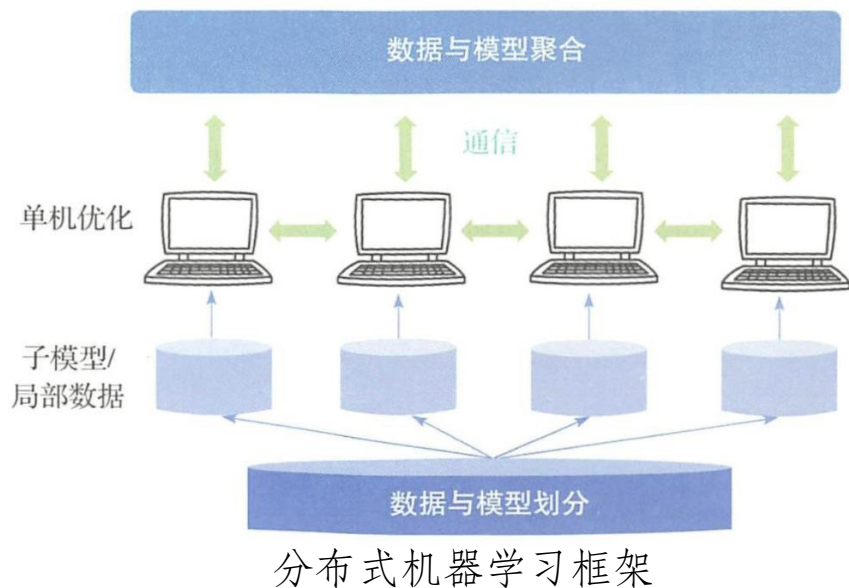 数据与模型聚合
通信
单机优化
子模型/
局部数据
数据与模型划分
分布式机器学习框架